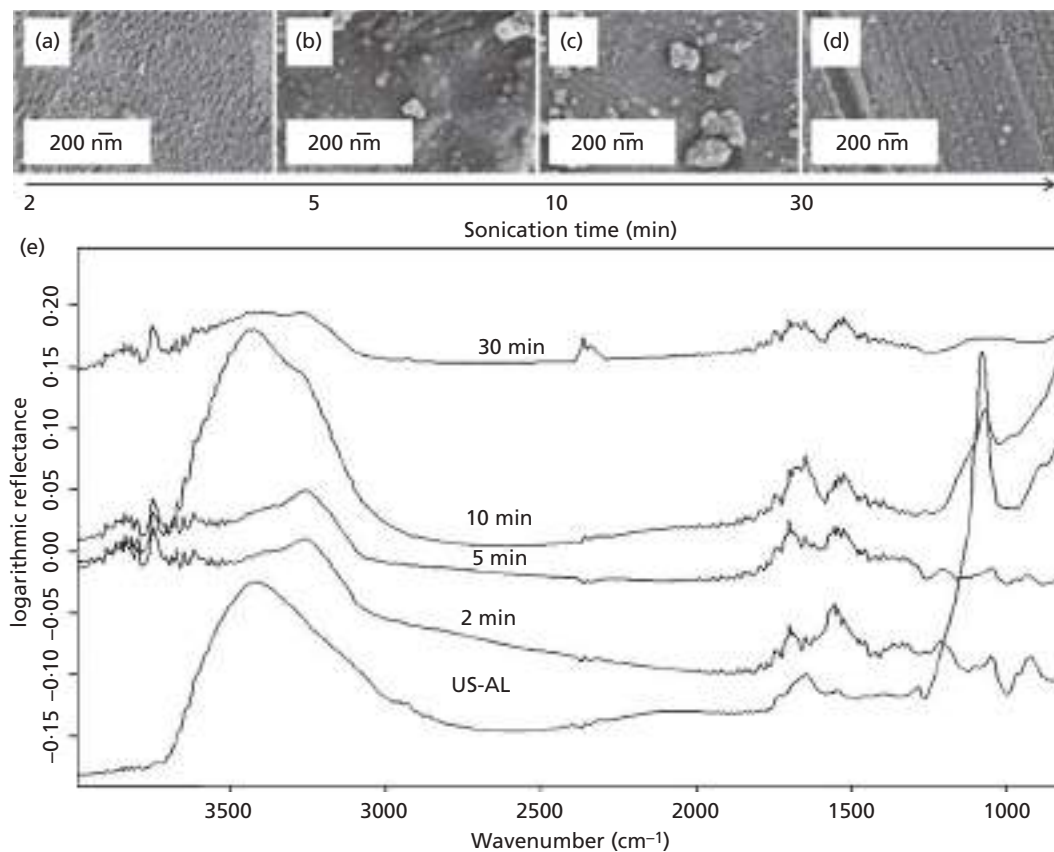 (a)
(b)
(c)
(d)
200 nm
200 nm
200 nm
200 nm
2
5
10
30
Sonication time (min)
(e)
logarithmic reflectance
0·20
0·15
0·10
0·05
0·00
−0·05
−0·10
−0·15
30 min
10 min
5 min
2 min
US-AL
3500
3000
2500
2000
1500
1000
Wavenumber (cm⁻¹)